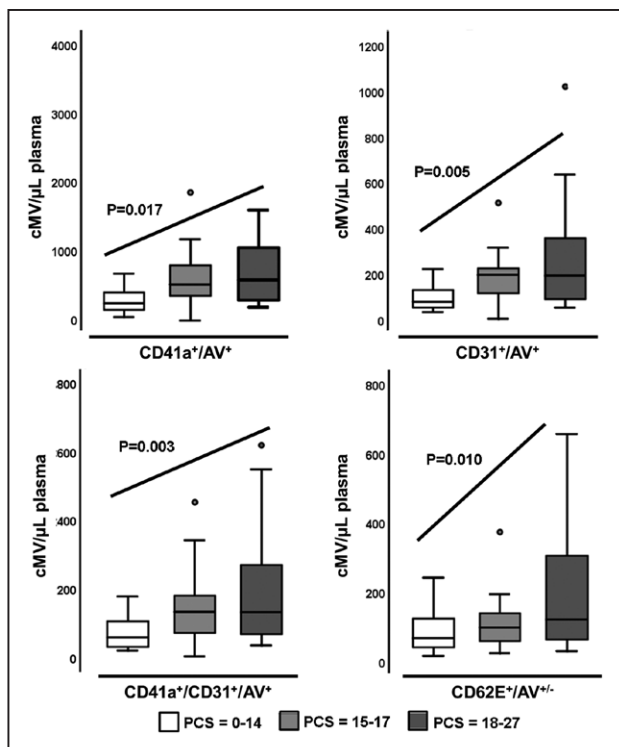 4000
3000
2000
1000
0
cMV/µL plasma
P=0.017
CD41a⁺/AV⁺
1200
1000
800
600
400
200
0
cMV/µL plasma
P=0.005
CD31⁺/AV⁺
800
600
400
200
0
cMV/µL plasma
P=0.003
CD41a⁺/CD31⁺/AV⁺
800
600
400
200
0
cMV/µL plasma
P=0.010
CD62E⁺/AV⁺/⁻
PCS = 0-14 PCS = 15-17 PCS = 18-27